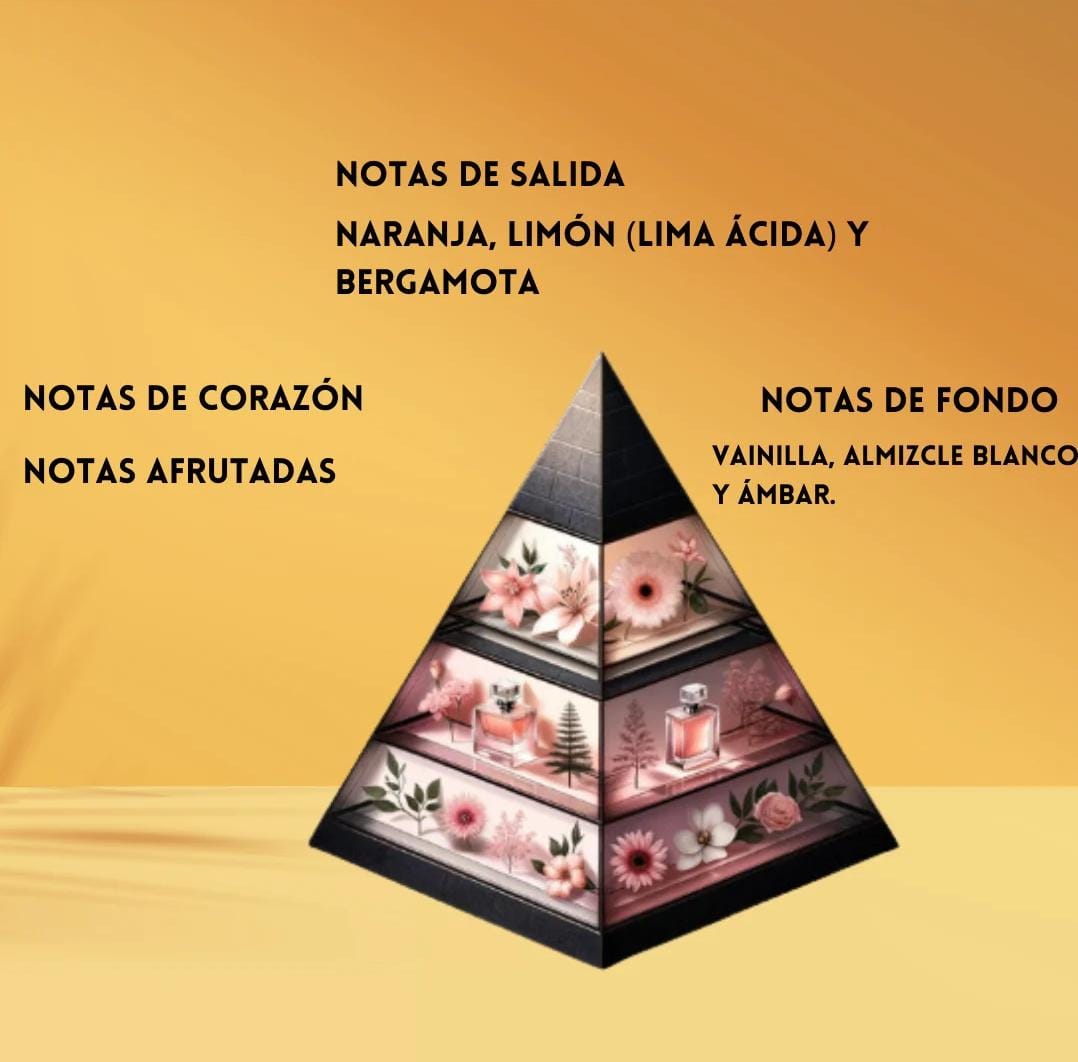 NOTAS DE SALIDA
NARANJA, LIMÓN (LIMA ÁCIDA) Y
BERGAMOTA
NOTAS DE CORAZÓN
NOTAS AFRUTADAS
NOTAS DE FONDO
VAINILLA, ALMIZCLE BLANCO
Y ÁMBAR.